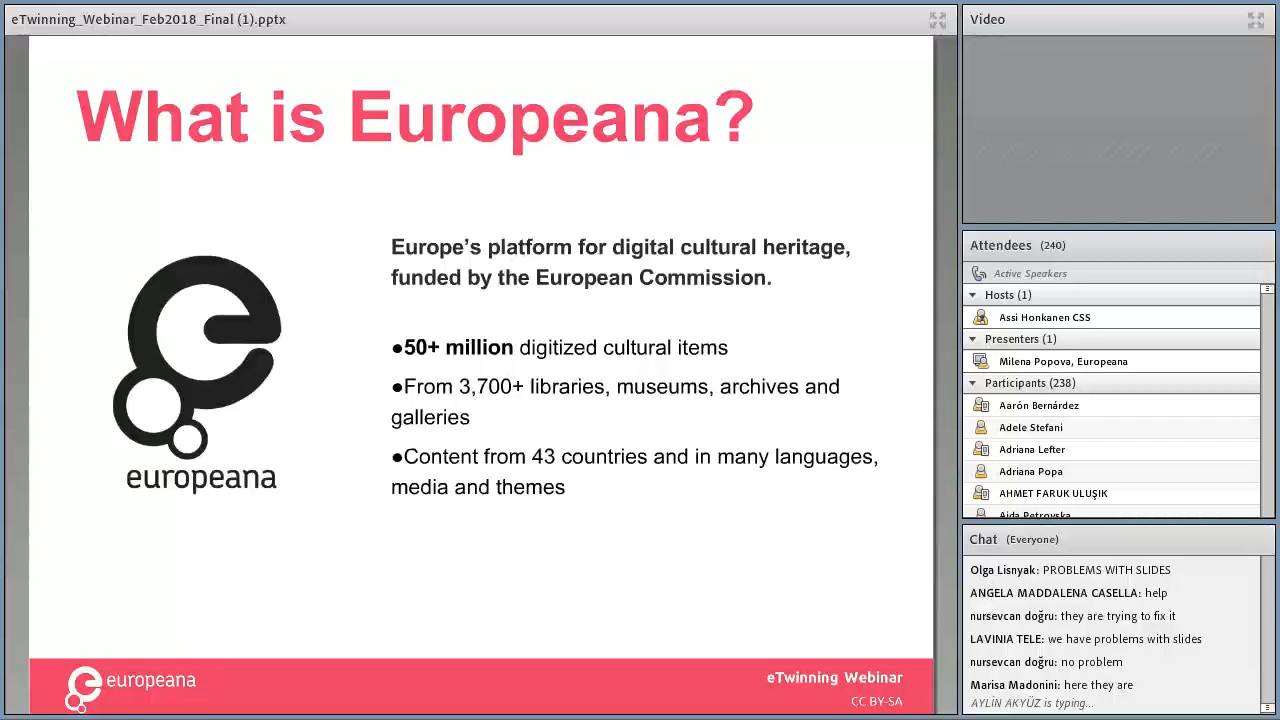 eTwinning_Webinar_Feb2018_Final (1).pptx
What is Europeana?
Europe’s platform for digital cultural heritage,
funded by the European Commission.
●50+ million digitized cultural items
●From 3,700+ libraries, museums, archives and
galleries
●Content from 43 countries and in many languages,
media and themes
europeana
europeana
eTwinning Webinar
CC BY-SA
Video
Attendees (240)
Active Speakers
Hosts (1)
Assi Honkanen CSS
Presenters (1)
Milena Popova, Europeana
Participants (238)
Aarón Bernárdez
Adele Stefani
Adriana Lefter
Adriana Popa
AHMET FARUK ULUŞIK
Aida Petrovska
Chat (Everyone)
Olga Lisnyak: PROBLEMS WITH SLIDES
ANGELA MADDALENA CASELLA: help
nursevcan doğru: they are trying to fix it
LAVINIA TELE: we have problems with slides
nursevcan doğru: no problem
Marisa Madonini: here they are
AYLİN AKYÜZ is typing...